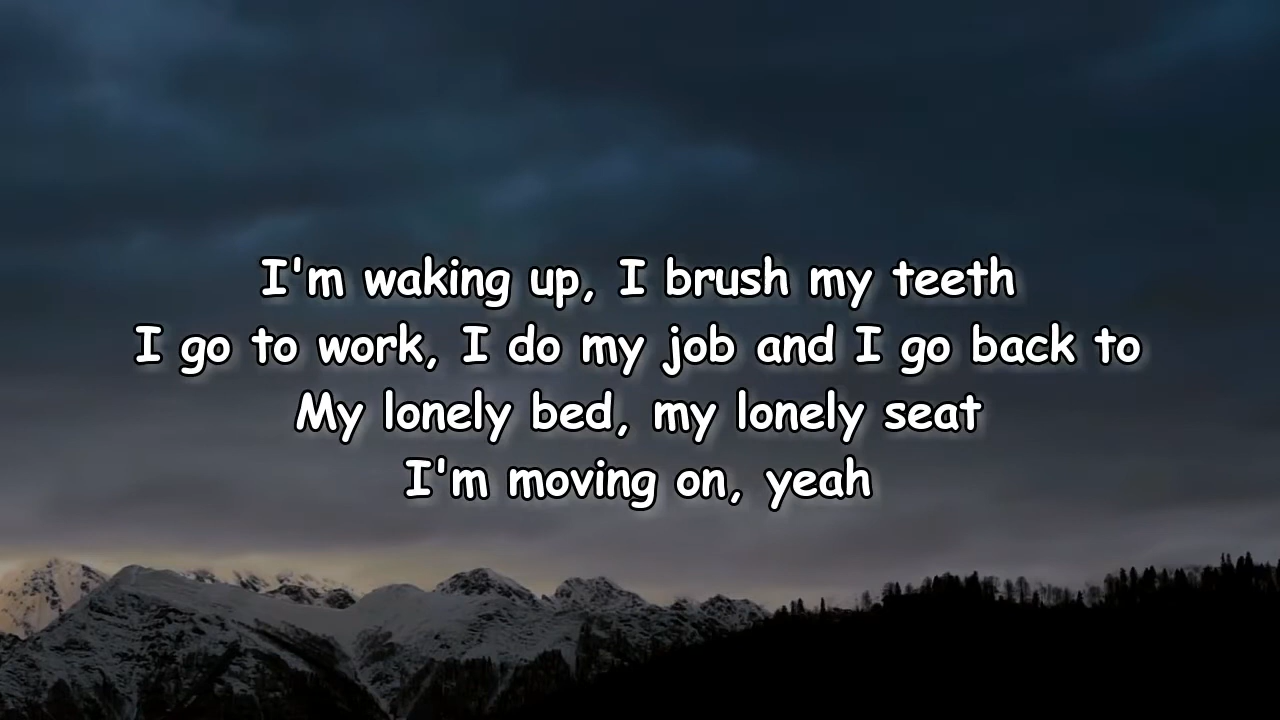 I'm waking up, I brush my teeth
I go to work, I do my job and I go back to
My lonely bed, my lonely seat
I'm moving on, yeah